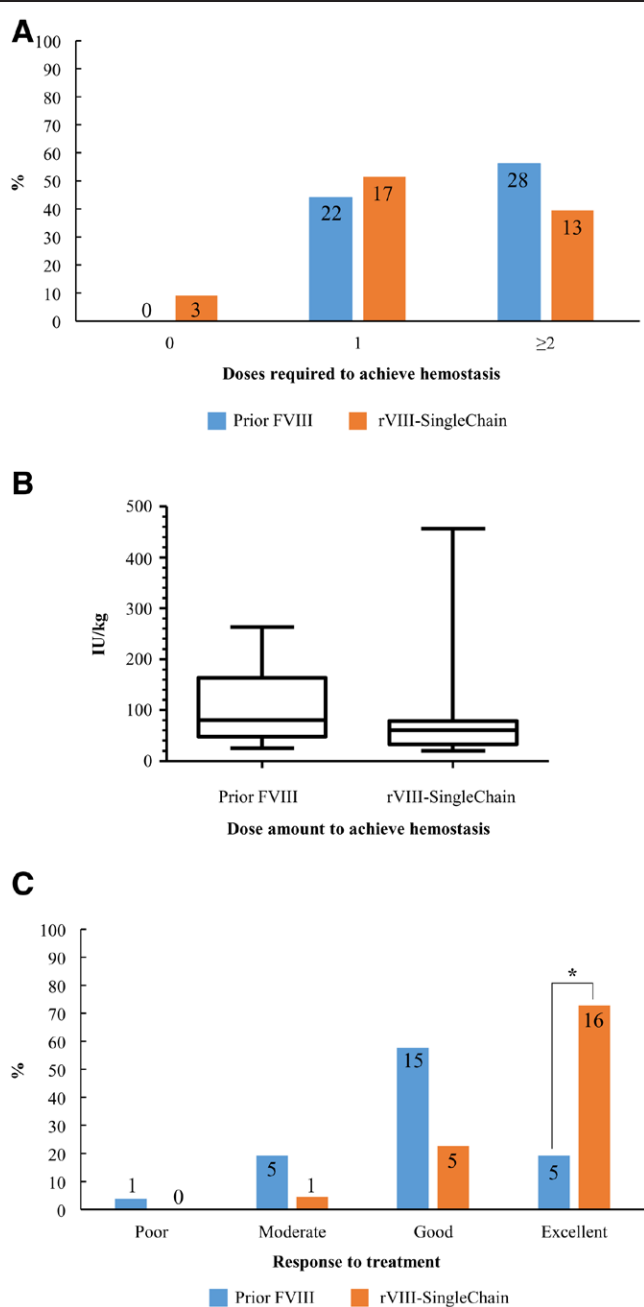 A
100
90
80
70
60
50
40
30
20
10
0
%
0
3
22
17
28
13
0
1
≥2
Doses required to achieve hemostasis
Prior FVIII
rVIII-SingleChain
B
500
400
300
200
100
0
IU/kg
Prior FVIII
rVIII-SingleChain
Dose amount to achieve hemostasis
C
100
90
80
70
60
50
40
30
20
10
0
%
1
0
5
1
15
5
5
16
*
Poor
Moderate
Good
Excellent
Response to treatment
Prior FVIII
rVIII-SingleChain